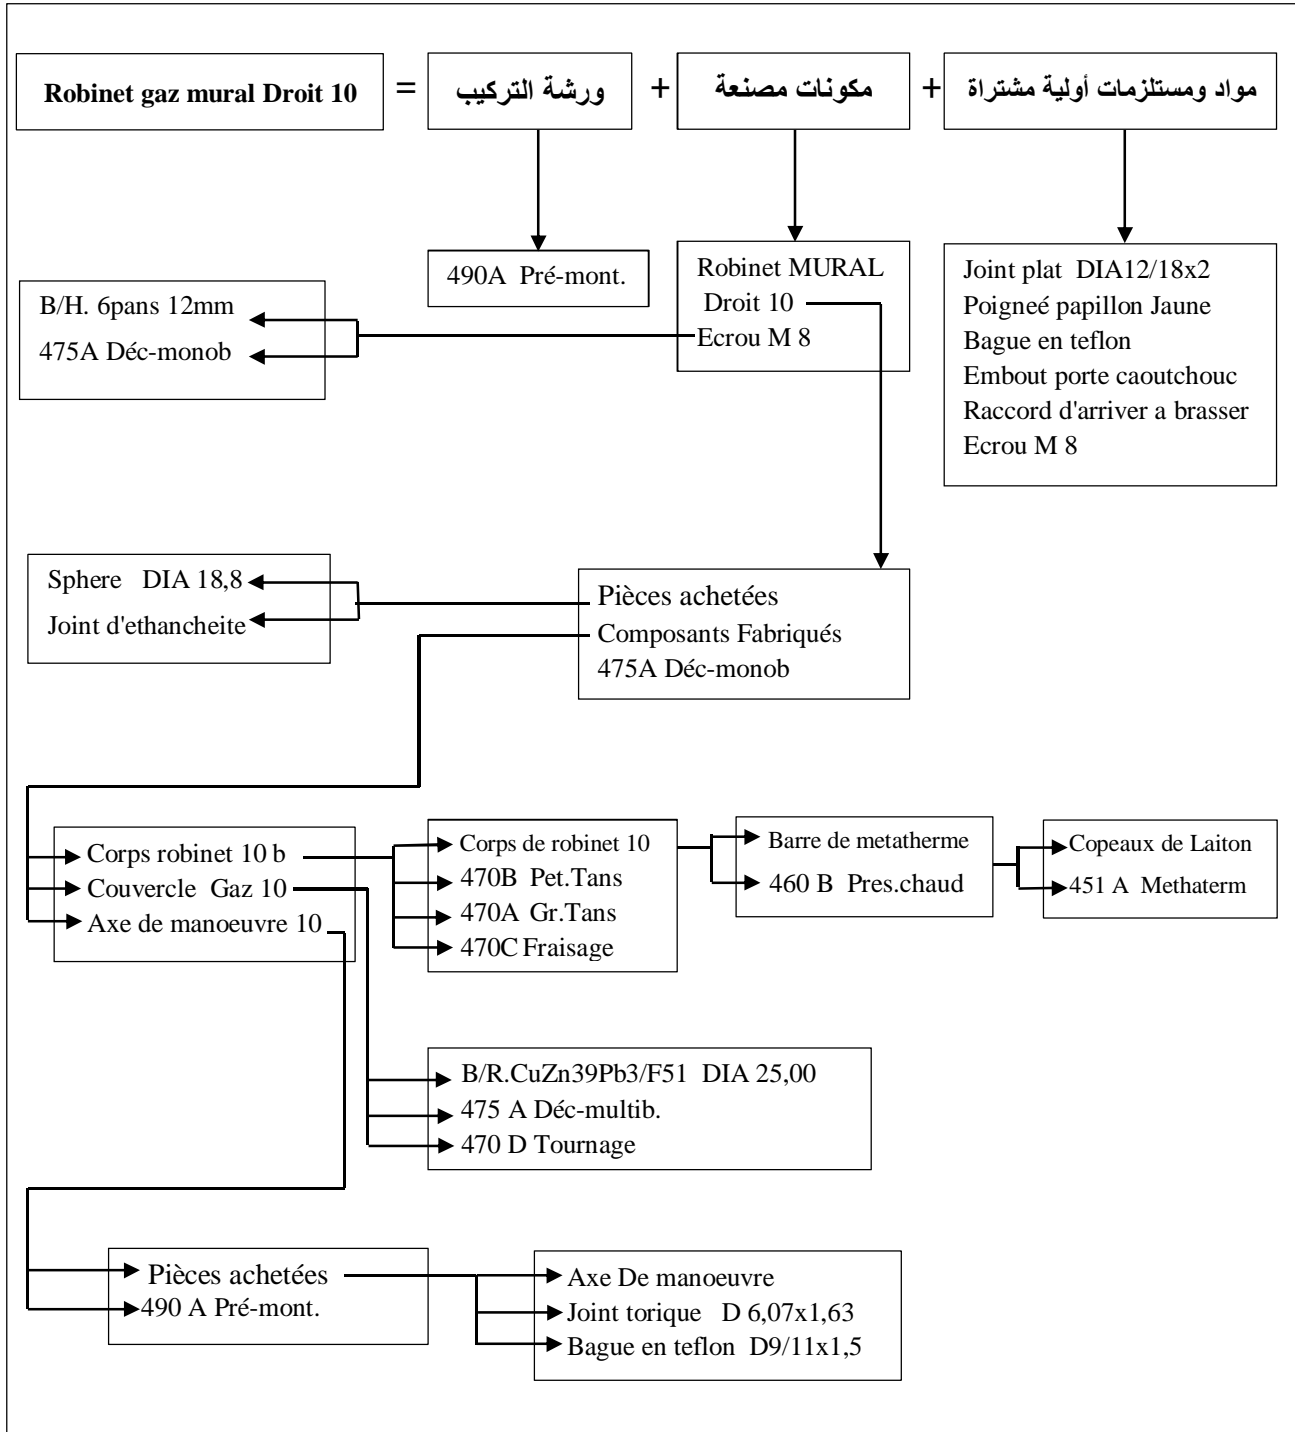 Robinet gaz mural Droit 10 = ورشة التركيب + مكونات مصنعة + مواد ومستلزمات أولية مشتراة
490A Pré-mont.
Robinet MURAL
Droit 10
Ecrou M 8
Joint plat DIA12/18x2
Poigneé papillon Jaune
Bague en teflon
Embout porte caoutchouc
Raccord d'arriver a brasser
Ecrou M 8
B/H. 6pans 12mm
475A Déc-monob
Sphere DIA 18,8
Joint d'ethancheite
Pièces achetées
Composants Fabriqués
475A Déc-monob
Corps robinet 10 b
Couvercle Gaz 10
Axe de manoeuvre 10
Corps de robinet 10
470B Pet.Tans
470A Gr.Tans
470C Fraisage
Barre de metatherme
460 B Pres.chaud
Copeaux de Laiton
451 A Methaterm
B/R.CuZn39Pb3/F51 DIA 25,00
475 A Déc-multib.
470 D Tournage
Pièces achetées
490 A Pré-mont.
Axe De manoeuvre
Joint torique D 6,07x1,63
Bague en teflon D9/11x1,5